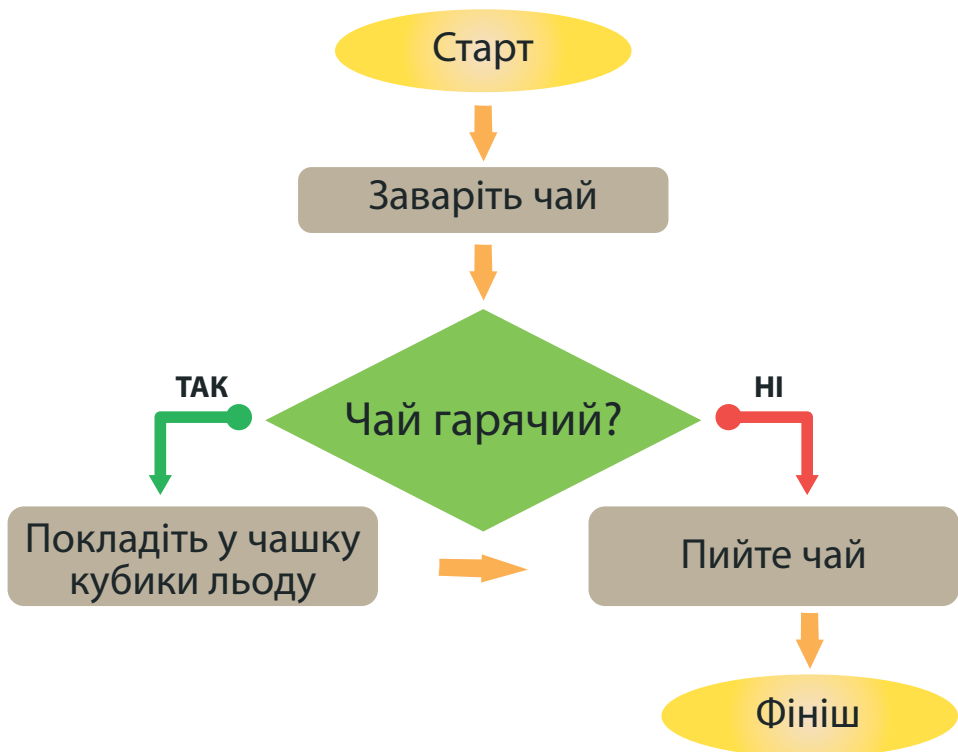 Старт
Заваріть чай
ТАК
НІ
Чай гарячий?
Покладіть у чашку
кубики льоду
Пийте чай
Фініш